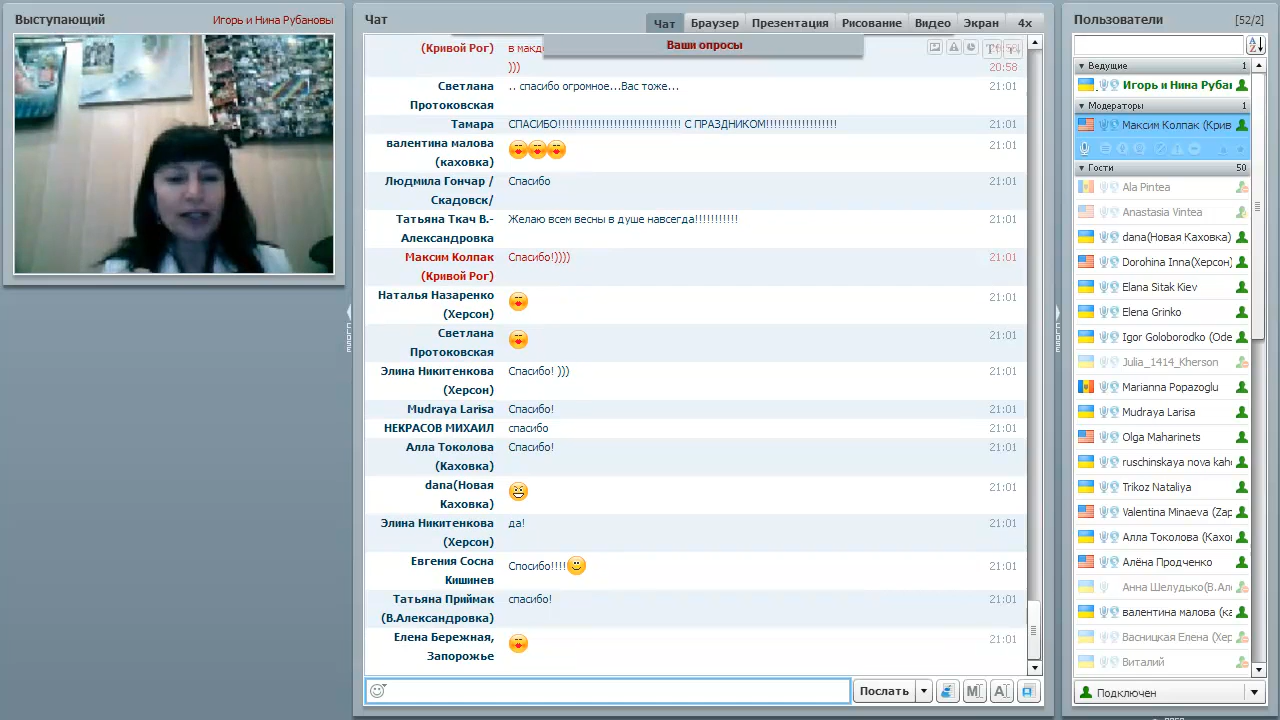 Выступающий
Игорь и Нина Рубановы
Чат
Чат
Браузер
Презентация
Рисование
Видео
Экран
4x
Ваши опросы
(Кривой Рог)
)))
20:58
Светлана Протоковская
.. спасибо огромное...Вас тоже...
21:01
Тамара
СПАСИБО!!!!!!!!!!!!!!!!!!!!!!!!!!!!!!! С ПРАЗДНИКОМ!!!!!!!!!!!!!!!!!!
21:01
валентина малова (каховка)
21:01
Людмила Гончар / Скадовск/
Спасибо
21:01
Татьяна Ткач В.-Александровка
Желаю всем весны в душе навсегда!!!!!!!!!!!
21:01
Максим Колпак (Кривой Рог)
Спасибо!))))
21:01
Наталья Назаренко (Херсон)
21:01
Светлана Протоковская
21:01
Элина Никитенкова (Херсон)
Спасибо! )))
21:01
Mudraya Larisa
Спасибо!
21:01
НЕКРАСОВ МИХАИЛ
спасибо
21:01
Алла Токолова (Каховка)
Спасибо!
21:01
dana(Новая Каховка)
21:01
Элина Никитенкова (Херсон)
да!
21:01
Евгения Сосна Кишинев
Спосибо!!!!
21:01
Татьяна Приймак (В.Александровка)
спасибо!
21:01
Елена Бережная, Запорожье
21:01
Послать
Пользователи
[52/2]
Ведущие
1
Игорь и Нина Рубан
Модераторы
1
Максим Колпак (Крив
Гости
50
Ala Pintea
Anastasia Vintea
dana(Новая Каховка)
Dorohina Inna(Херсон)
Elana Sitak Kiev
Elena Grinko
Igor Goloborodko (Ode
Julia_1414_Kherson
Marianna Popazoglu
Mudraya Larisa
Olga Maharinets
ruschinskaya nova kah
Trikoz Nataliya
Valentina Minaeva (Zap
Алла Токолова (Кахо
Алёна Продченко
Анна Шелудько(В.Але
валентина малова (ка
Васницкая Елена (Хер
Виталий
Подключен